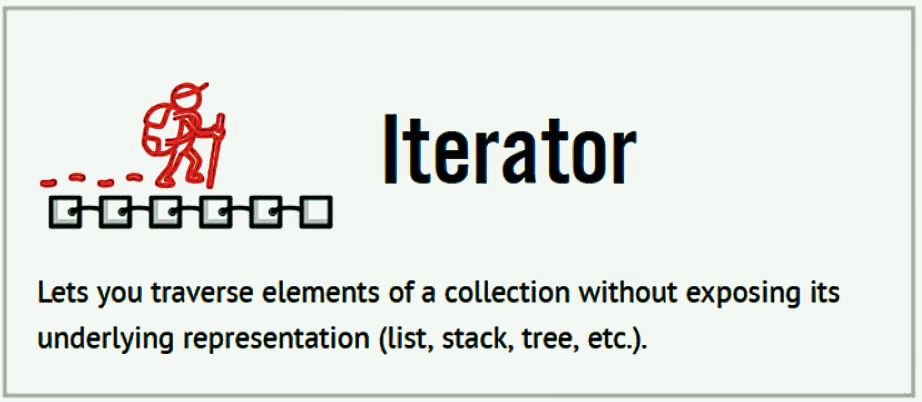 Iterator
Lets you traverse elements of a collection without exposing its
underlying representation (list, stack, tree, etc.).